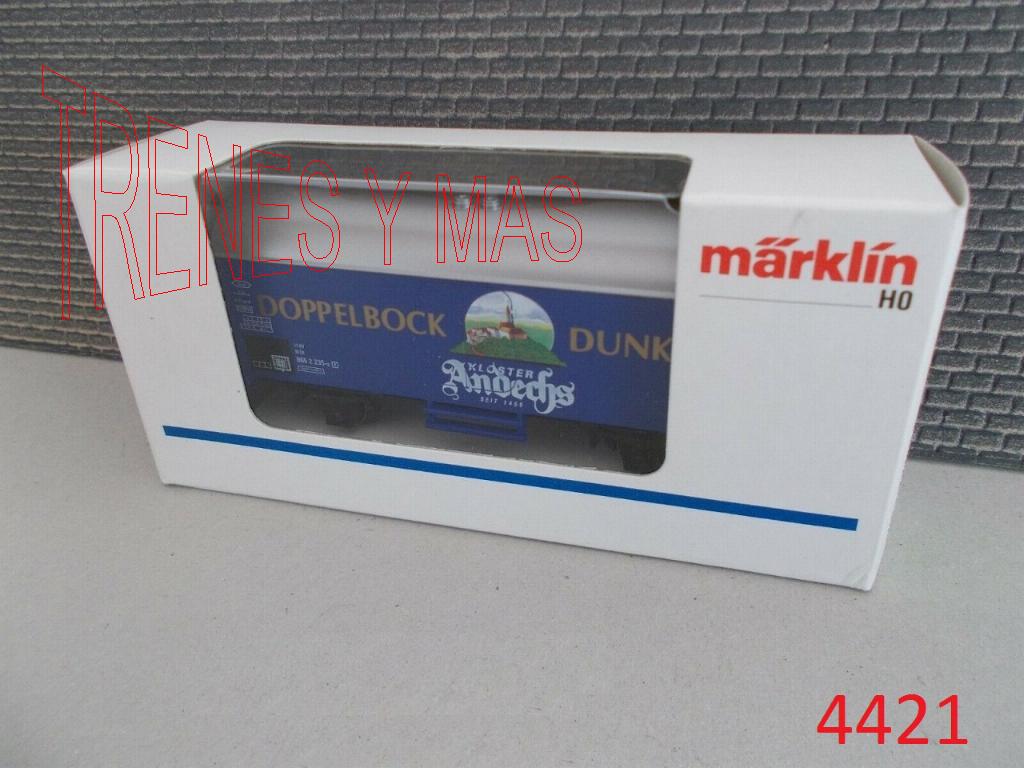 TRENES Y MAS
märklin
H0
DOPPELBOCK DUNK
KLOSTER
Andechs
SEIT 1455
4421